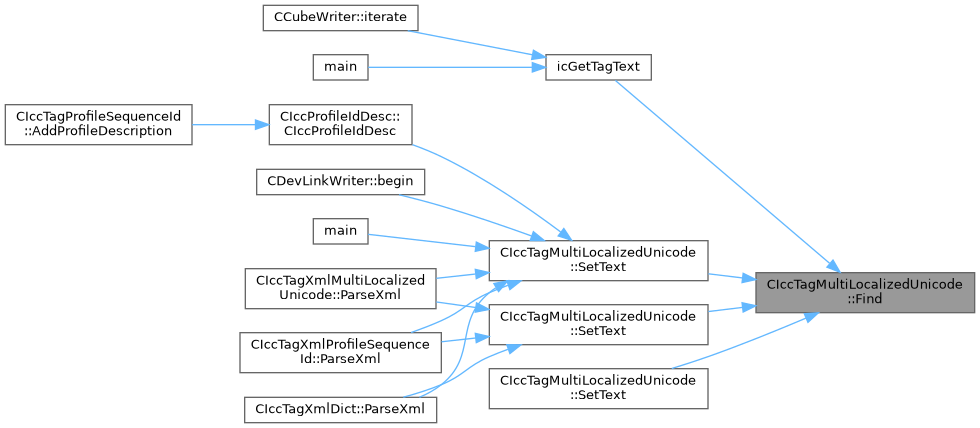 CCubeWriter::iterate
main
icGetTagText
CIccTagProfileSequenceId
::AddProfileDescription
CIccProfileIdDesc::
CIccProfileIdDesc
CDevLinkWriter::begin
main
CIccTagMultiLocalizedUnicode
::SetText
CIccTagXmlMultiLocalized
Unicode::ParseXml
CIccTagMultiLocalizedUnicode
::Find
CIccTagMultiLocalizedUnicode
::SetText
CIccTagXmlProfileSequence
Id::ParseXml
CIccTagMultiLocalizedUnicode
::SetText
CIccTagXmlDict::ParseXml